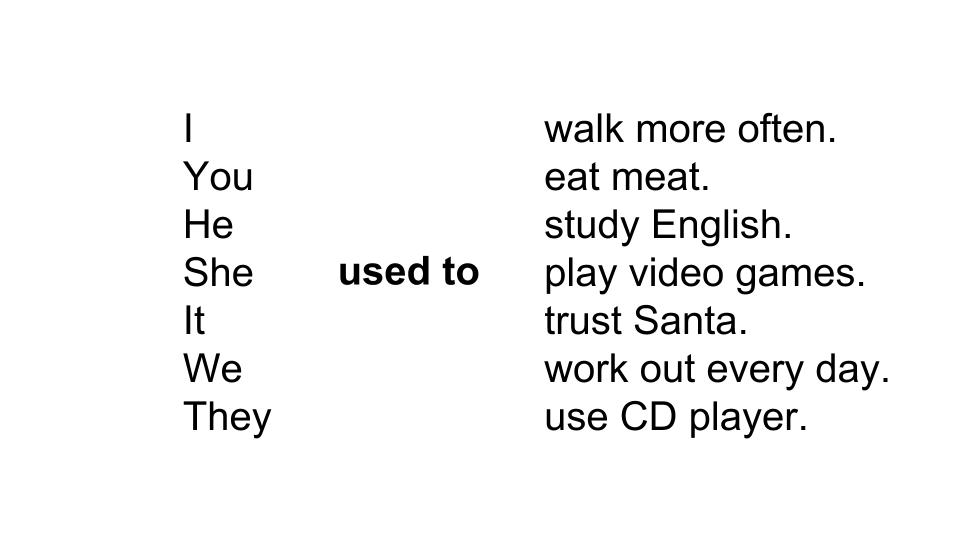 I walk more often.
You eat meat.
He study English.
She used to play video games.
It trust Santa.
We work out every day.
They use CD player.